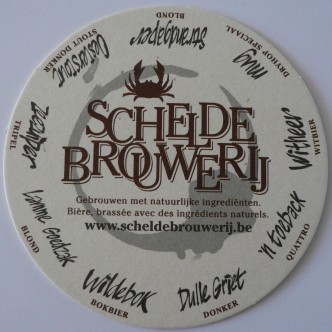 SCHELDE
BROUWERIJ
Gebrouwen met natuurlijke ingrediënten.
Bière, brassée avec des ingrédients naturels.
www.scheldebrouwerij.be
Strandgaper
BLOND
Mug
DRYHOP SPECIAAL
Witheer
WITBIER
'n Toeback
QUATTRO
Dulle Griet
DONKER
Wildebok
BOKBIER
Lamme Goedzak
BLOND
Zeezuiper
TRIPEL
Oesterstout
STOUT DONKER